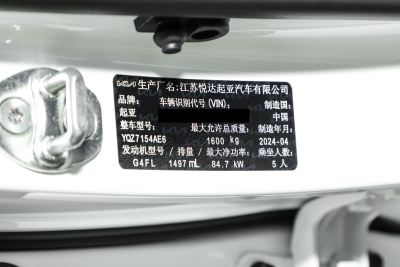 KIA 生产厂名:江苏悦达起亚汽车有限公司
品牌: 车辆识别代号(VIN): 制造国:
起亚 中国
整车型号: 最大允许总质量: 制造年月:
YQZ7154AE6 1600 kg 2024-04
发动机型号 / 排量 / 最大净功率: 乘坐人数:
G4FL 1497 mL 84.7 kW 5 人